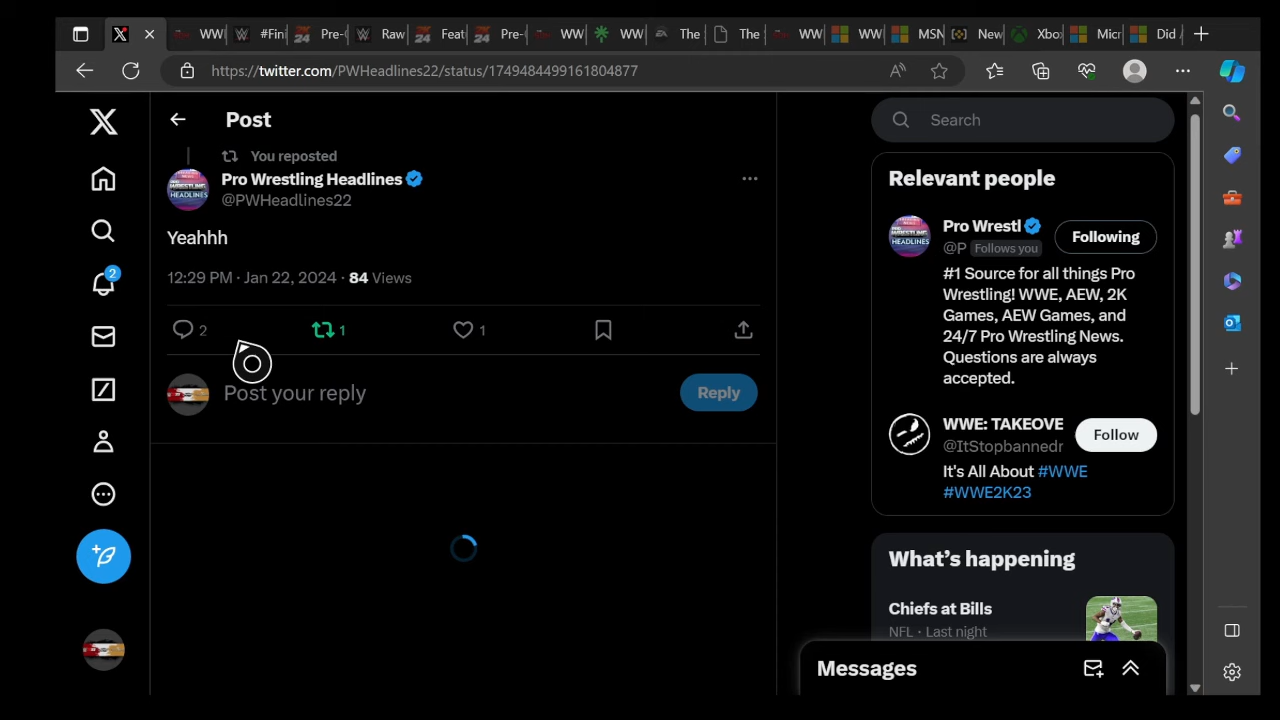 WW
#Fini
Pre-
Raw
Feat
Pre-
WW
WW
The
The
WW
WW
MSN
New
Xbo
Micr
Did
https://twitter.com/PWHeadlines22/status/1749484499161804877
Post
You reposted
Pro Wrestling Headlines
@PWHeadlines22
Yeahhh
12:29 PM · Jan 22, 2024 · 84 Views
2
1
1
Post your reply
Reply
2
Search
Relevant people
Pro Wrestl
Following
@P Follows you
#1 Source for all things Pro
Wrestling! WWE, AEW, 2K
Games, AEW Games, and
24/7 Pro Wrestling News.
Questions are always
accepted.
WWE: TAKEOVE
Follow
@ItStopbannedr
It's All About #WWE
#WWE2K23
What's happening
Chiefs at Bills
NFL · Last night
Messages